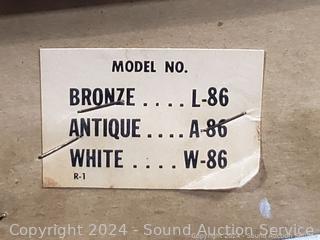 MODEL NO.
BRONZE .... L-86
ANTIQUE .... A-86
WHITE .... W-86
R-1
Copyright 2024 - Sound Auction Service